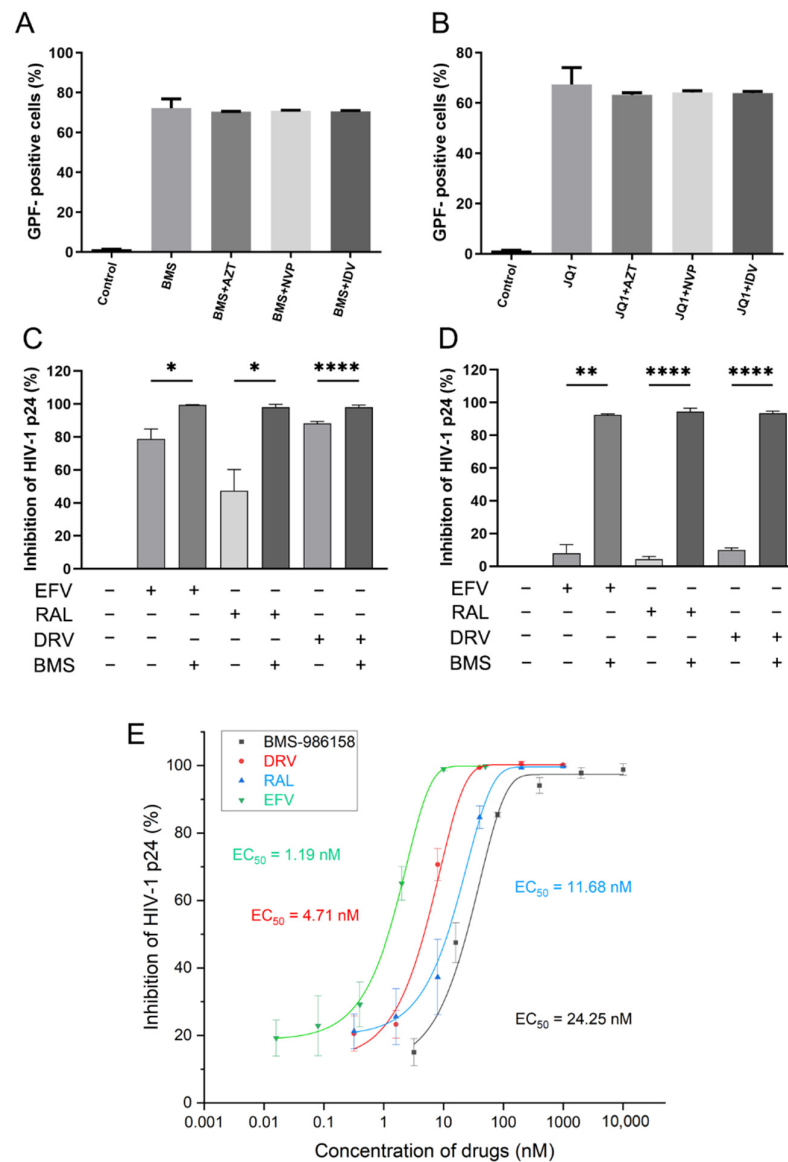 A
GPF- positive cells (%)
100
80
60
40
20
0
Control
BMS
BMS+AZT
BMS+NVP
BMS+IDV
B
GPF- positive cells (%)
80
60
40
20
0
Control
JQ1
JQ1+AZT
JQ1+NVP
JQ1+IDV
C
Inhibition of HIV-1 p24 (%)
120
100
80
60
40
20
0
* * ****
EFV – + + – – – –
RAL – – – + + – –
DRV – – – – – + +
BMS – – + – + – +
D
Inhibiton of HIV-1 p24 (%)
120
100
80
60
40
20
0
** **** ****
EFV – + + – – – –
RAL – – – + + – –
DRV – – – – – + +
BMS – – + – + – +
E
Inhibition of HIV-1 p24 (%)
100
80
60
40
20
0
BMS-986158
DRV
RAL
EFV
EC50 = 1.19 nM
EC50 = 4.71 nM
EC50 = 11.68 nM
EC50 = 24.25 nM
0.001 0.01 0.1 1 10 100 1000 10,000
Concentration of drugs (nM)